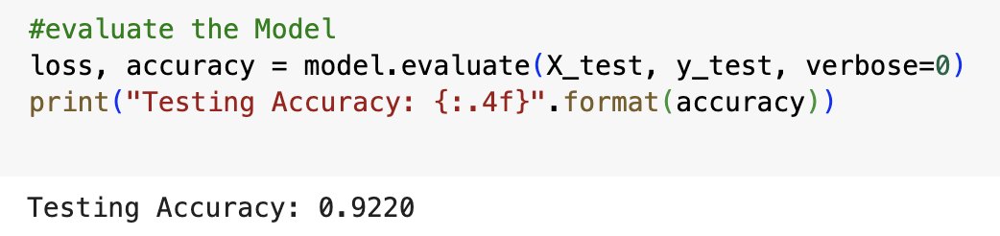 #evaluate the Model
loss, accuracy = model.evaluate(X_test, y_test, verbose=0)
print("Testing Accuracy: {:.4f}".format(accuracy))
Testing Accuracy: 0.9220